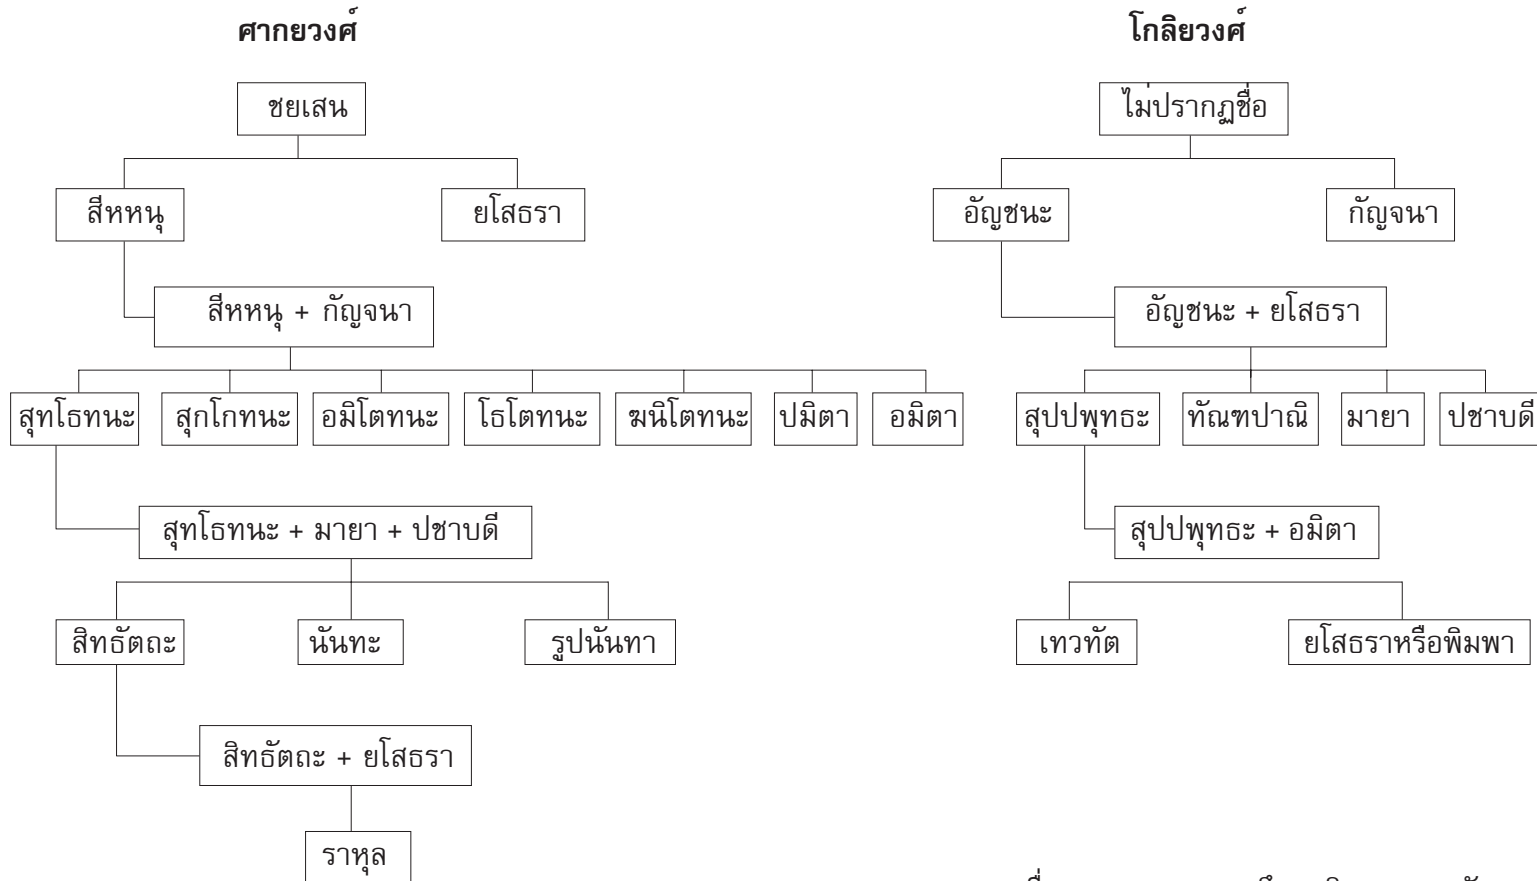 ศากยวงศ์ โกลิยวงศ์
ชยเสน ไม่ปรากฏชื่อ
สีหหนุ ยโสธรา อัญชนะ กัญจนา
สีหหนุ + กัญจนา อัญชนะ + ยโสธรา
สุทโธทนะ สุกโกทนะ อมิโตทนะ โธโตทนะ ฆนิโตทนะ ปมิตา อมิตา สุปปพุทธะ ทัณฑปาณิ มายา ปชาบดี
สุทโธทนะ + มายา + ปชาบดี สุปปพุทธะ + อมิตา
สิทธัตถะ นันทะ รูปนันทา เทวทัต ยโสธราหรือพิมพา
สิทธัตถะ + ยโสธรา
ราหุล